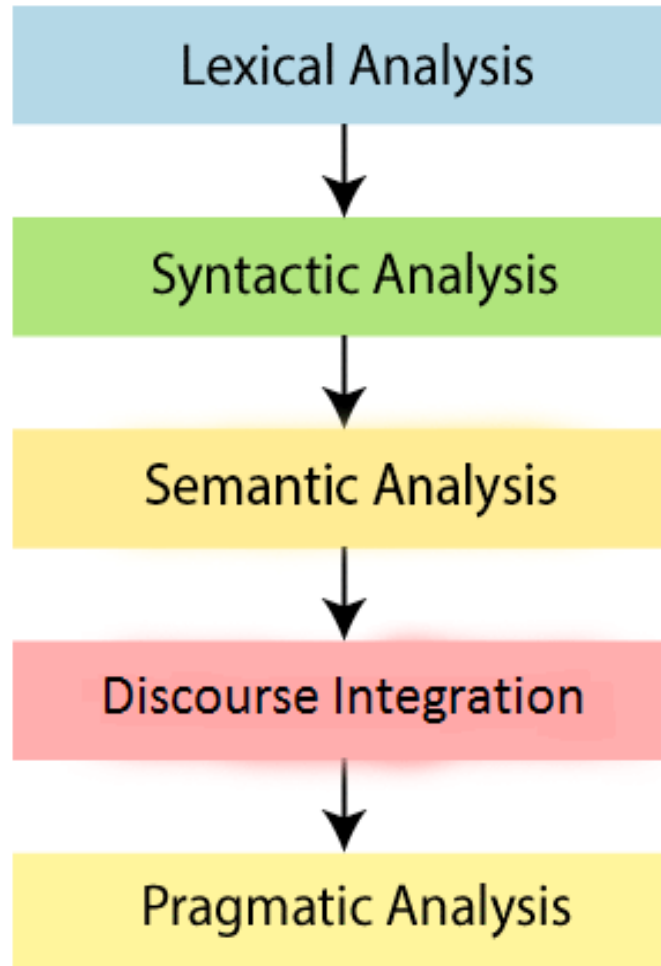 Lexical Analysis
Syntactic Analysis
Semantic Analysis
Discourse Integration
Pragmatic Analysis